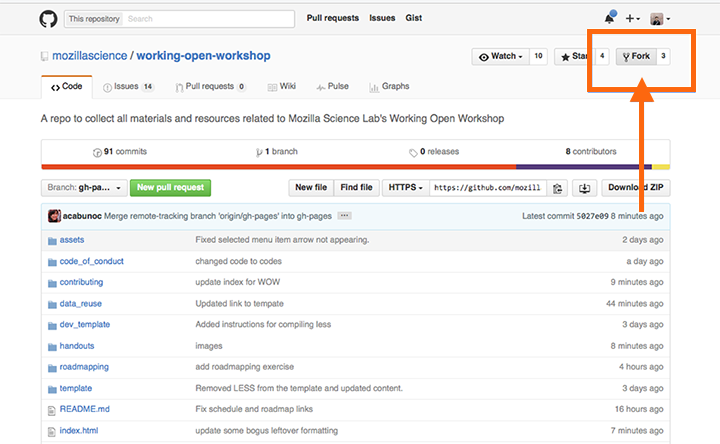 This repository Search Pull requests Issues Gist
mozillascience / working-open-workshop Watch 10 Star 4 Fork 3
Code Issues 14 Pull requests 0 Wiki Pulse Graphs
A repo to collect all materials and resources related to Mozilla Science Lab's Working Open Workshop
91 commits 1 branch 0 releases 8 contributors
Branch: gh-pa... New pull request New file Find file HTTPS https://github.com/mozill Download ZIP
acabunoc Merge remote-tracking branch 'origin/gh-pages' into gh-pages ... Latest commit 5027e09 8 minutes ago
assets Fixed selected menu item arrow not appearing. 2 days ago
code_of_conduct changed code to codes a day ago
contributing update index for WOW 9 minutes ago
data_reuse Updated link to tempate 44 minutes ago
dev_template Added instructions for compiling less 3 days ago
handouts images 8 minutes ago
roadmapping add roadmapping exercise 4 hours ago
template Removed LESS from the template and updated content. 3 days ago
README.md Fix schedule and roadmap links 16 hours ago
index.html update some bogus leftover formatting 7 minutes ago